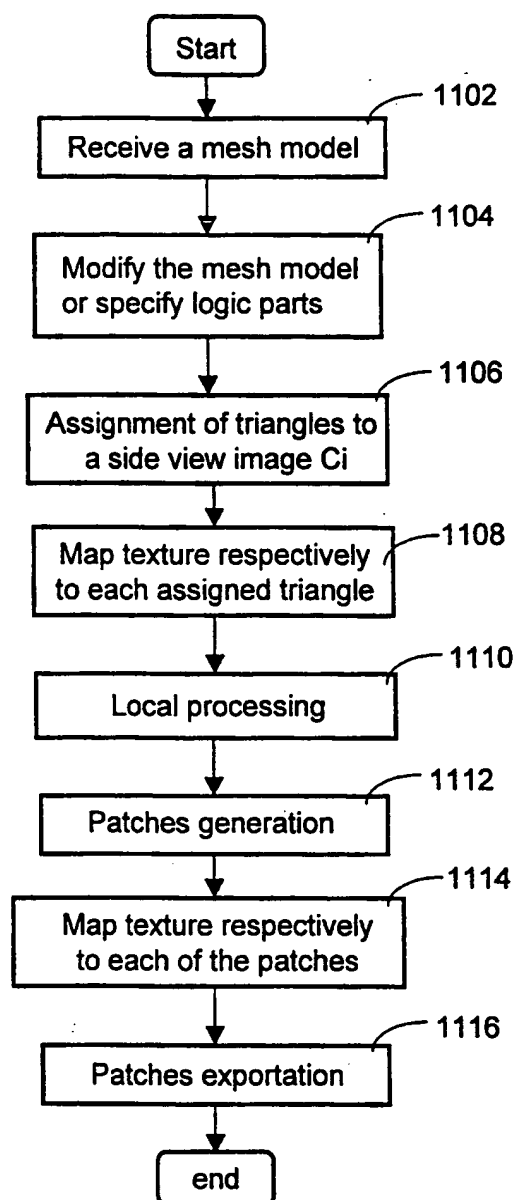 Start
1102
Receive a mesh model
1104
Modify the mesh model
or specify logic parts
1106
Assignment of triangles to
a side view image Ci
1108
Map texture respectively
to each assigned triangle
1110
Local processing
1112
Patches generation
1114
Map texture respectively
to each of the patches
1116
Patches exportation
end